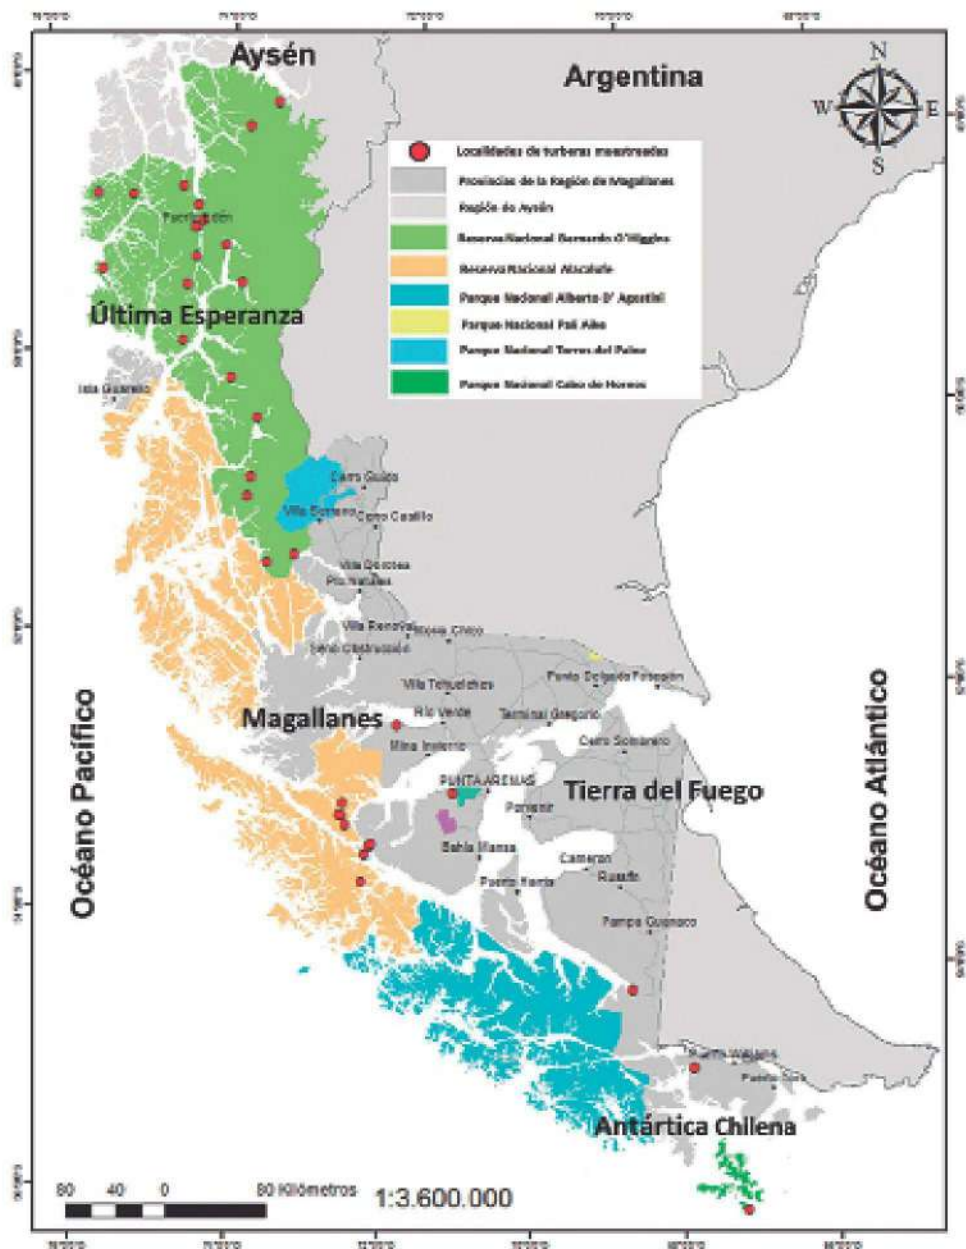 Aysén
Argentina
N
W
E
S
Localidades de turberas muestreadas
Provincias de la Región de Magallanes
Región de Aysén
Reserva Nacional Bernardo O'Higgins
Reserva Nacional Alacalufe
Parque Nacional Alberto D' Agostini
Parque Nacional Pali Aike
Parque Nacional Torres del Paine
Parque Nacional Cabo de Hornos
Última Esperanza
Isla Guarello
Cerro Guido
Villa Serrano
Cerro Castillo
Villa Dorotea
Pto Natales
Villa Renoval
Morro Chico
Seno Obstrucción
Villa Tehuelches
Punta Delgada
Posesión
Océano Pacífico
Océano Atlántico
Magallanes
Río Verde
Terminal Gregorio
Mina Invierno
Cerro Sombrero
PUNTA ARENAS
Tierra del Fuego
Porvenir
Bahía Mansa
Cameron
Puerto Harris
Russfin
Pampa Guanaco
Puerto Williams
Puerto Toro
Antártica Chilena
80 40 0 80 Kilómetros
1:3.600.000